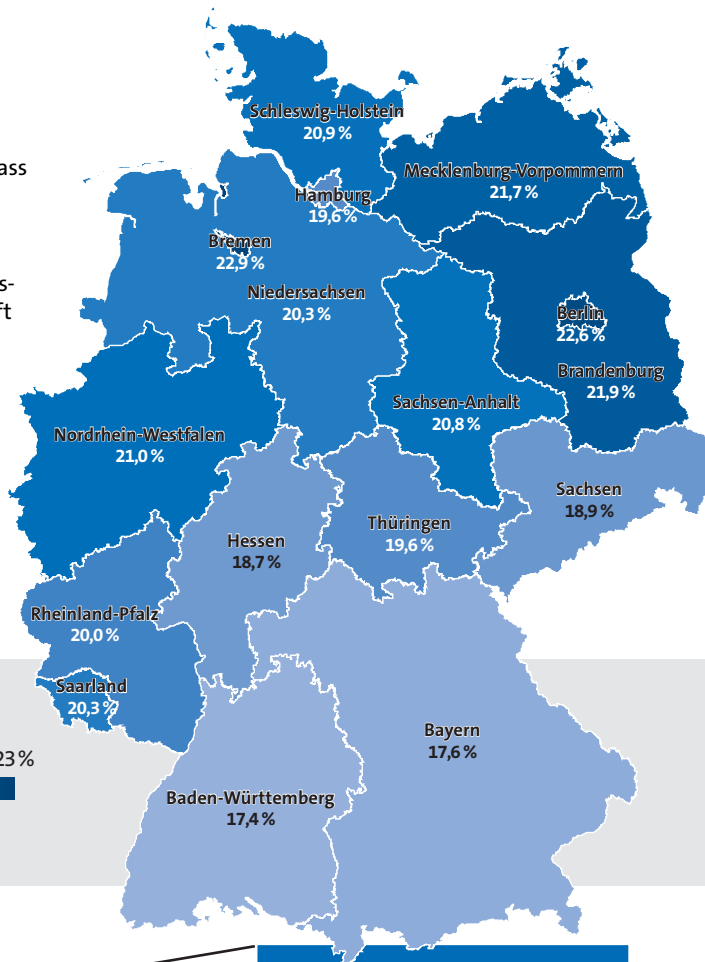 Schleswig-Holstein
20,9 %
ass
Mecklenburg-Vorpommern
21,7 %
Hamburg
19,6 %
Bremen
22,9 %
s-
ft
Niedersachsen
20,3 %
Berlin
22,6 %
Brandenburg
21,9 %
Sachsen-Anhalt
20,8 %
Nordrhein-Westfalen
21,0 %
Sachsen
18,9 %
Thüringen
19,6 %
Hessen
18,7 %
Rheinland-Pfalz
20,0 %
Saarland
20,3 %
Bayern
17,6 %
23 %
Baden-Württemberg
17,4 %